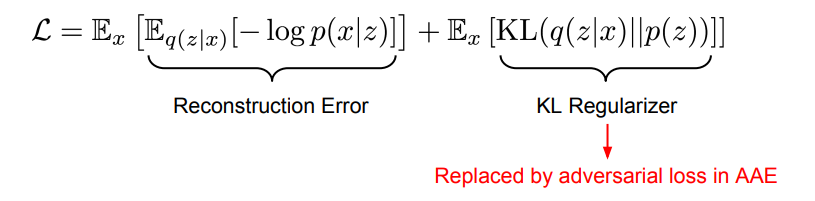 ℒ = 𝔼ₓ [𝔼_{q(z|x)}[− log p(x|z)]] + 𝔼ₓ [KL(q(z|x)||p(z))]]
Reconstruction Error KL Regularizer
Replaced by adversarial loss in AAE